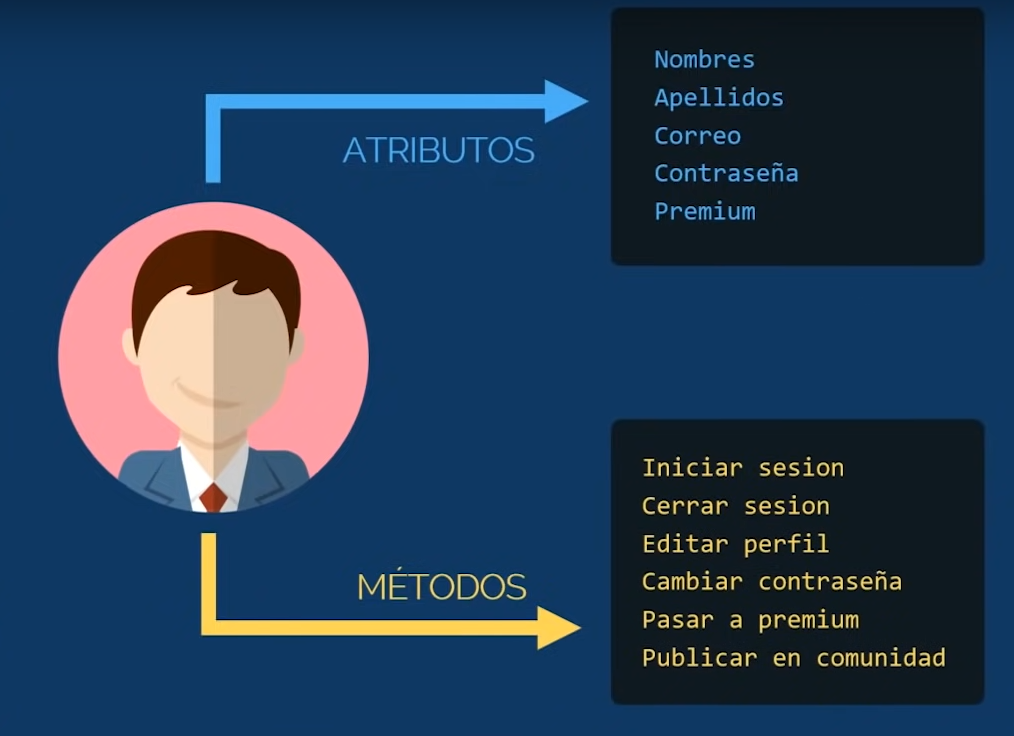 ATRIBUTOS
Nombres
Apellidos
Correo
Contraseña
Premium
MÉTODOS
Iniciar sesion
Cerrar sesion
Editar perfil
Cambiar contraseña
Pasar a premium
Publicar en comunidad